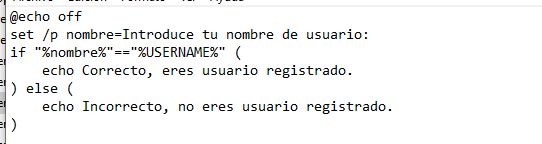 @echo off
set /p nombre=Introduce tu nombre de usuario:
if "%nombre%"=="%USERNAME%" (
    echo Correcto, eres usuario registrado.
) else (
    echo Incorrecto, no eres usuario registrado.
)